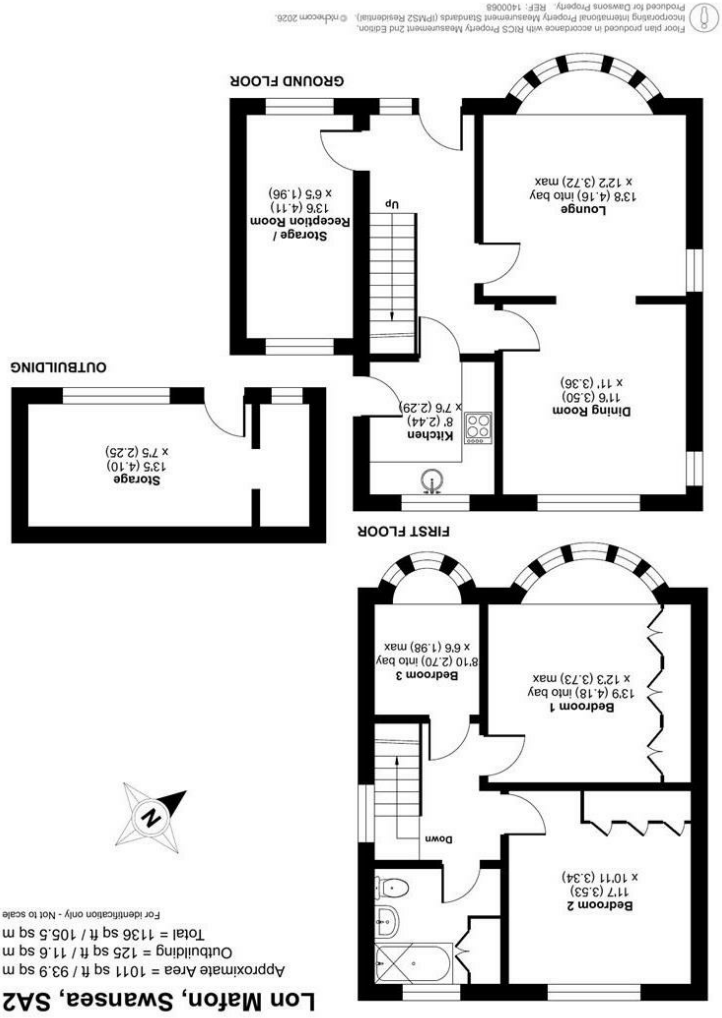 Lon Mafon, Swansea, SA2
Approximate Area = 1011 sq ft / 93.9 sq m
Outbuilding = 125 sq ft / 11.6 sq m
Total = 1136 sq ft / 105.5 sq m
For identification only - Not to scale
Bedroom 2
11'7 (3.53)
x 10'11 (3.34)
Down
N
Bedroom 1
13'9 (4.18) into bay
x 12'3 (3.73) max
Bedroom 3
8'10 (2.70) into bay
x 6'6 (1.98) max
FIRST FLOOR
Storage
13'5 (4.10)
x 7'5 (2.25)
OUTBUILDING
Kitchen
8' (2.44)
x 7'6 (2.29)
Dining Room
11'6 (3.50)
x 11' (3.36)
Up
Storage /
Reception Room
13'6 (4.11)
x 6'5 (1.96)
Lounge
13'8 (4.16) into bay
x 12'2 (3.72) max
GROUND FLOOR
Floor plan produced in accordance with RICS Property Measurement 2nd Edition,
Incorporating International Property Measurement Standards (IPMS2 Residential). © nichecom 2026.
Produced for Dawsons Property. REF: 1400068